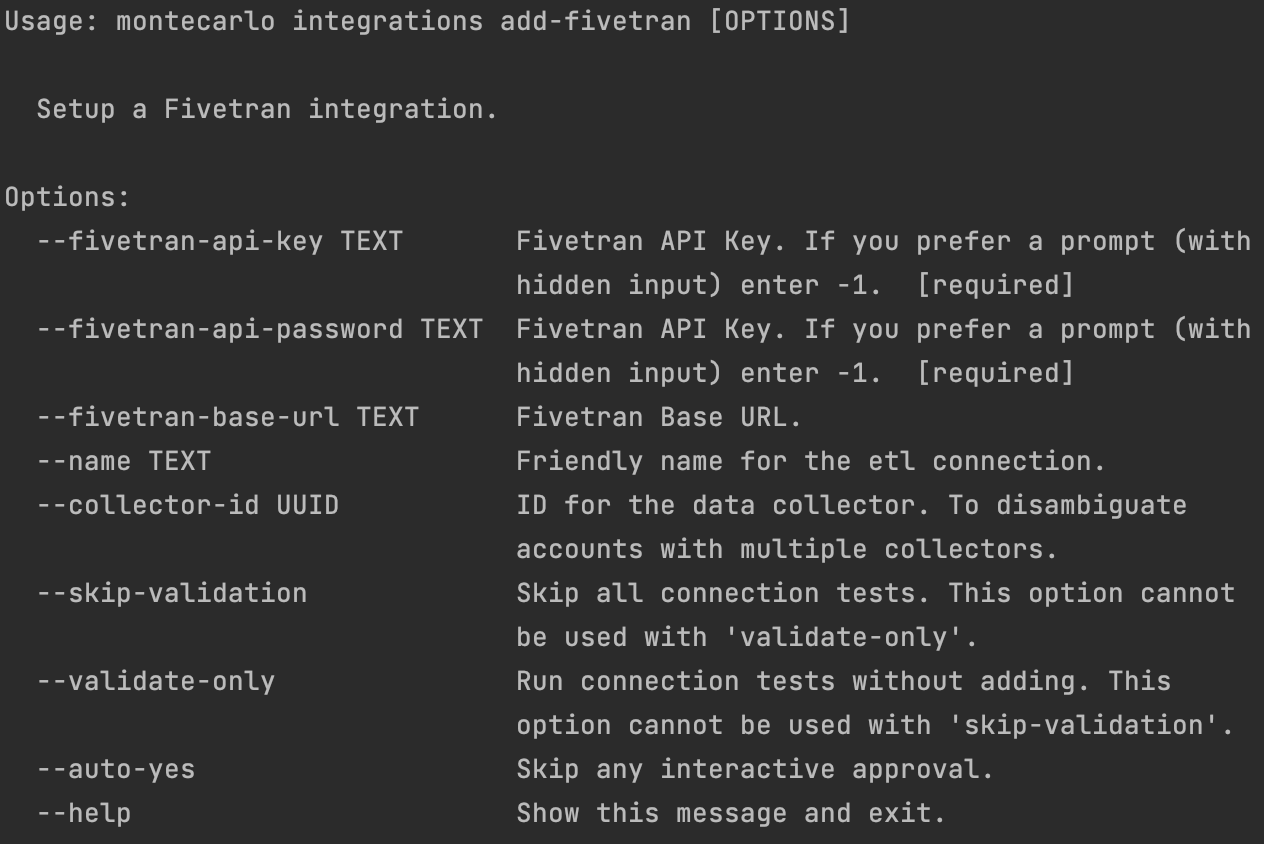 Usage: montecarlo integrations add-fivetran [OPTIONS]
Setup a Fivetran integration.
Options:
--fivetran-api-key TEXT Fivetran API Key. If you prefer a prompt (with
hidden input) enter -1. [required]
--fivetran-api-password TEXT Fivetran API Key. If you prefer a prompt (with
hidden input) enter -1. [required]
--fivetran-base-url TEXT Fivetran Base URL.
--name TEXT Friendly name for the etl connection.
--collector-id UUID ID for the data collector. To disambiguate
accounts with multiple collectors.
--skip-validation Skip all connection tests. This option cannot
be used with 'validate-only'.
--validate-only Run connection tests without adding. This
option cannot be used with 'skip-validation'.
--auto-yes Skip any interactive approval.
--help Show this message and exit.